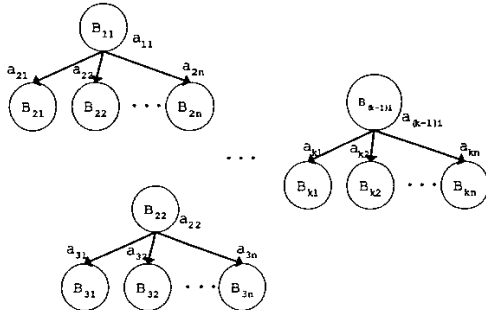 B₁₁ a₁₁
a₂₁ a₂₂ a₂ₙ
B₂₁ B₂₂ ··· B₂ₙ
B₍ₖ₋₁₎ᵢ a₍ₖ₋₁₎ᵢ
aₖ₁ aₖ₂ aₖₙ
Bₖ₁ Bₖ₂ ··· Bₖₙ
···
B₂₂ a₂₂
a₃₁ a₃₂ a₃ₙ
B₃₁ B₃₂ ··· B₃ₙ